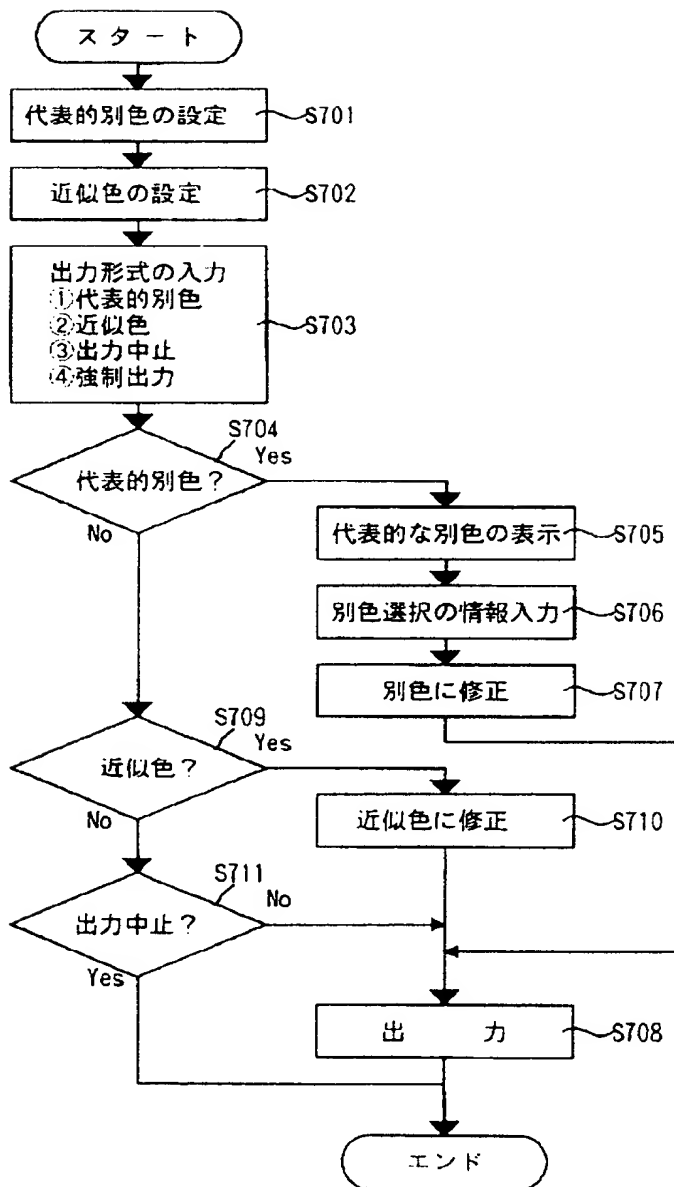 スタート
代表的別色の設定 S701
近似色の設定 S702
出力形式の入力
①代表的別色
②近似色
③出力中止
④強制出力
S703
S704
代表的別色？
Yes
No
代表的な別色の表示 S705
別色選択の情報入力 S706
別色に修正 S707
S709
近似色？
Yes
No
近似色に修正 S710
S711
出力中止？
No
Yes
出力 S708
エンド